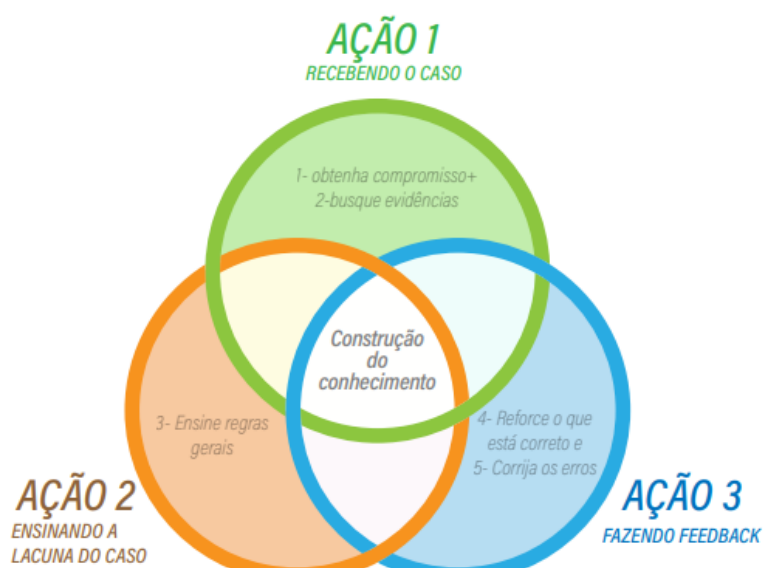 AÇÃO 1
RECEBENDO O CASO
1- obtenha compromisso+
2-busque evidências
Construção
do
conhecimento
3- Ensine regras
gerais
4- Reforce o que
está correto e
5- Corrija os erros
AÇÃO 2
ENSINANDO A
LACUNA DO CASO
AÇÃO 3
FAZENDO FEEDBACK